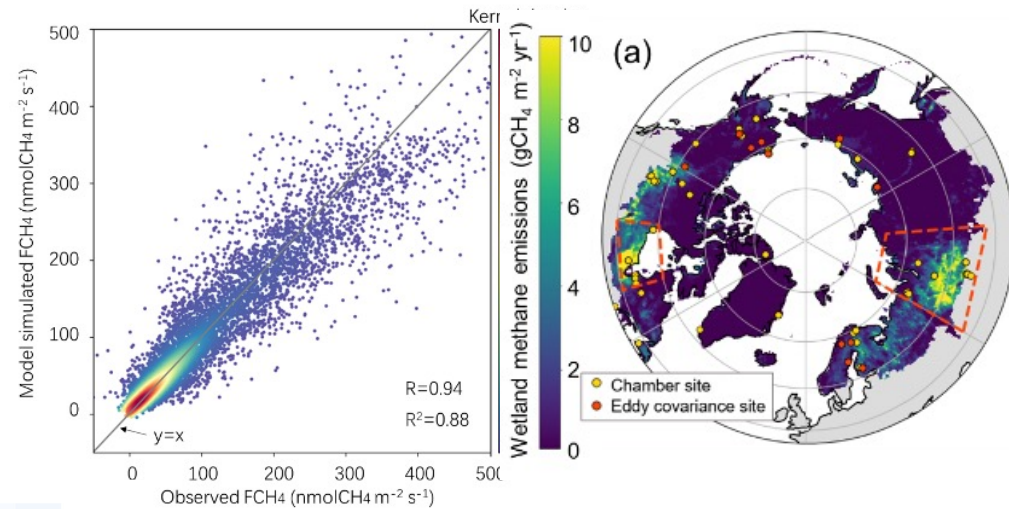 Kern
500
400
300
200
100
0
Model simulated FCH4 (nmolCH4 m-2 s-1)
R=0.94
R²=0.88
y=x
0 100 200 300 400 500
Observed FCH4 (nmolCH4 m-2 s-1)
Wetland methane emissions (gCH₄ m⁻² yr⁻¹)
10
8
6
4
2
0
(a)
Chamber site
Eddy covariance site